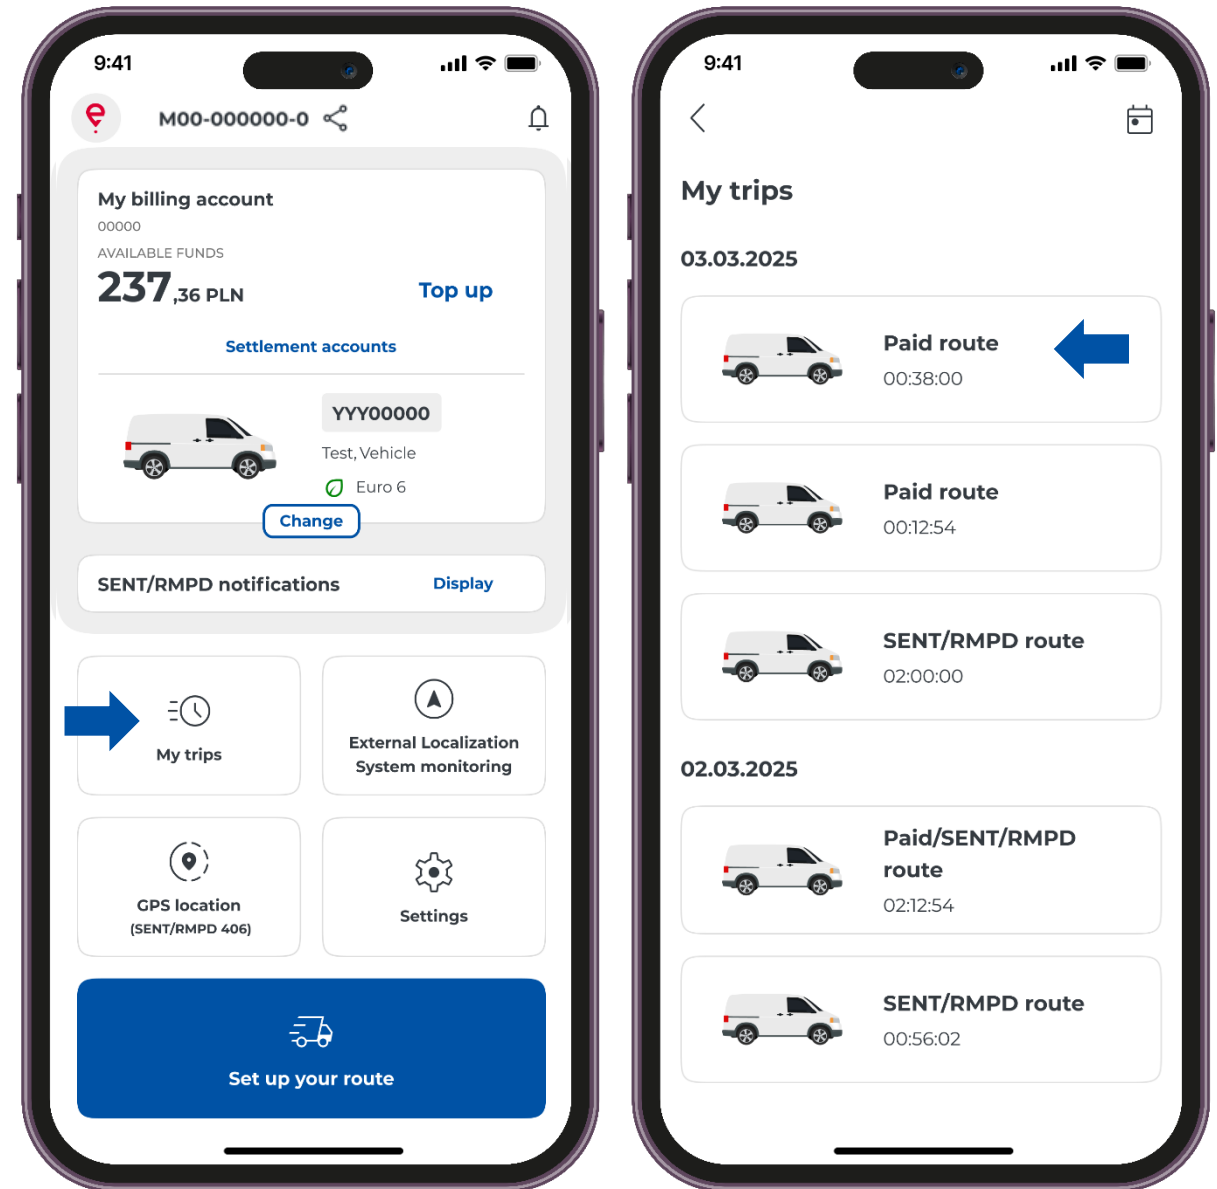 9:41
M00-000000-0
My billing account
00000
AVAILABLE FUNDS
237,36 PLN
Top up
Settlement accounts
YYY00000
Test, Vehicle
Euro 6
Change
SENT/RMPD notifications
Display
My trips
External Localization
System monitoring
GPS location
(SENT/RMPD 406)
Settings
Set up your route
9:41
My trips
03.03.2025
Paid route
00:38:00
Paid route
00:12:54
SENT/RMPD route
02:00:00
02.03.2025
Paid/SENT/RMPD
route
02:12:54
SENT/RMPD route
00:56:02